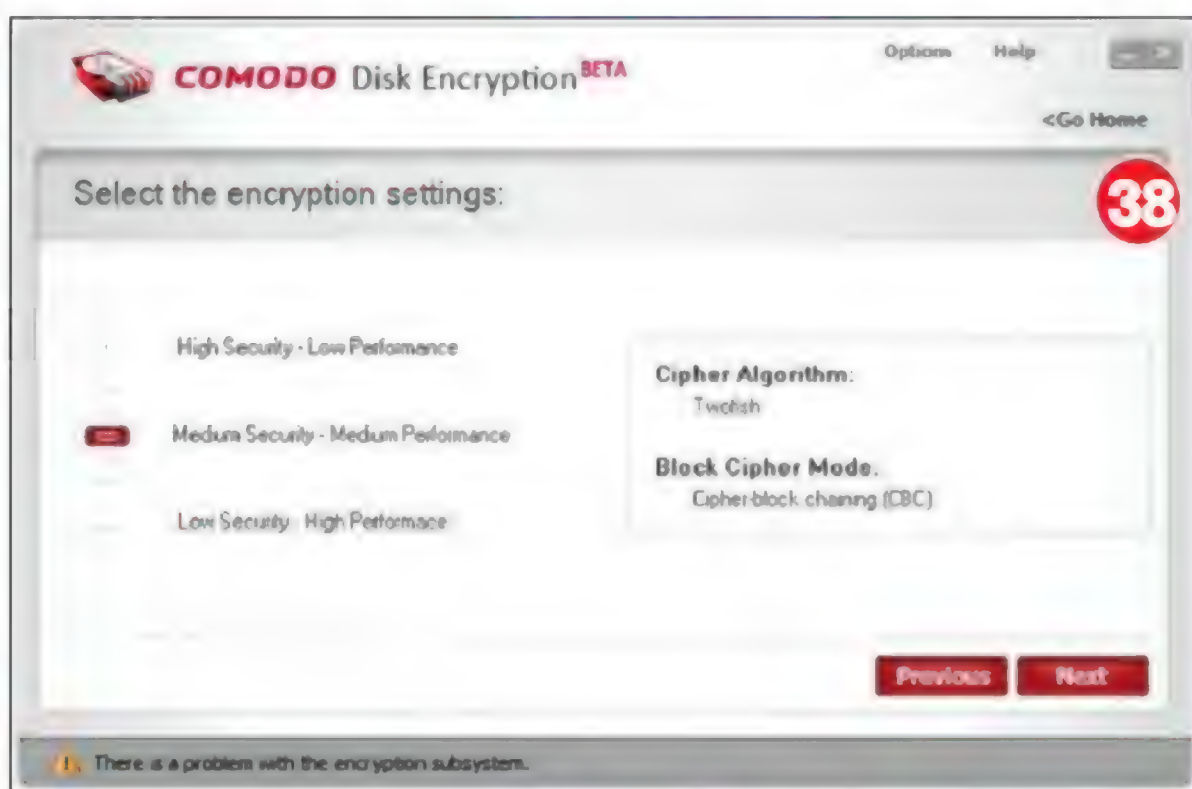 Options Help
COMODO Disk Encryption BETA
<Go Home
Select the encryption settings:
38
High Security - Low Performance
Cipher Algorithm:
Twofish
Medium Security - Medium Performance
Block Cipher Mode.
Cipher-block chaining (CBC)
Low Security - High Performace
Previous Next
There is a problem with the encryption subsystem.